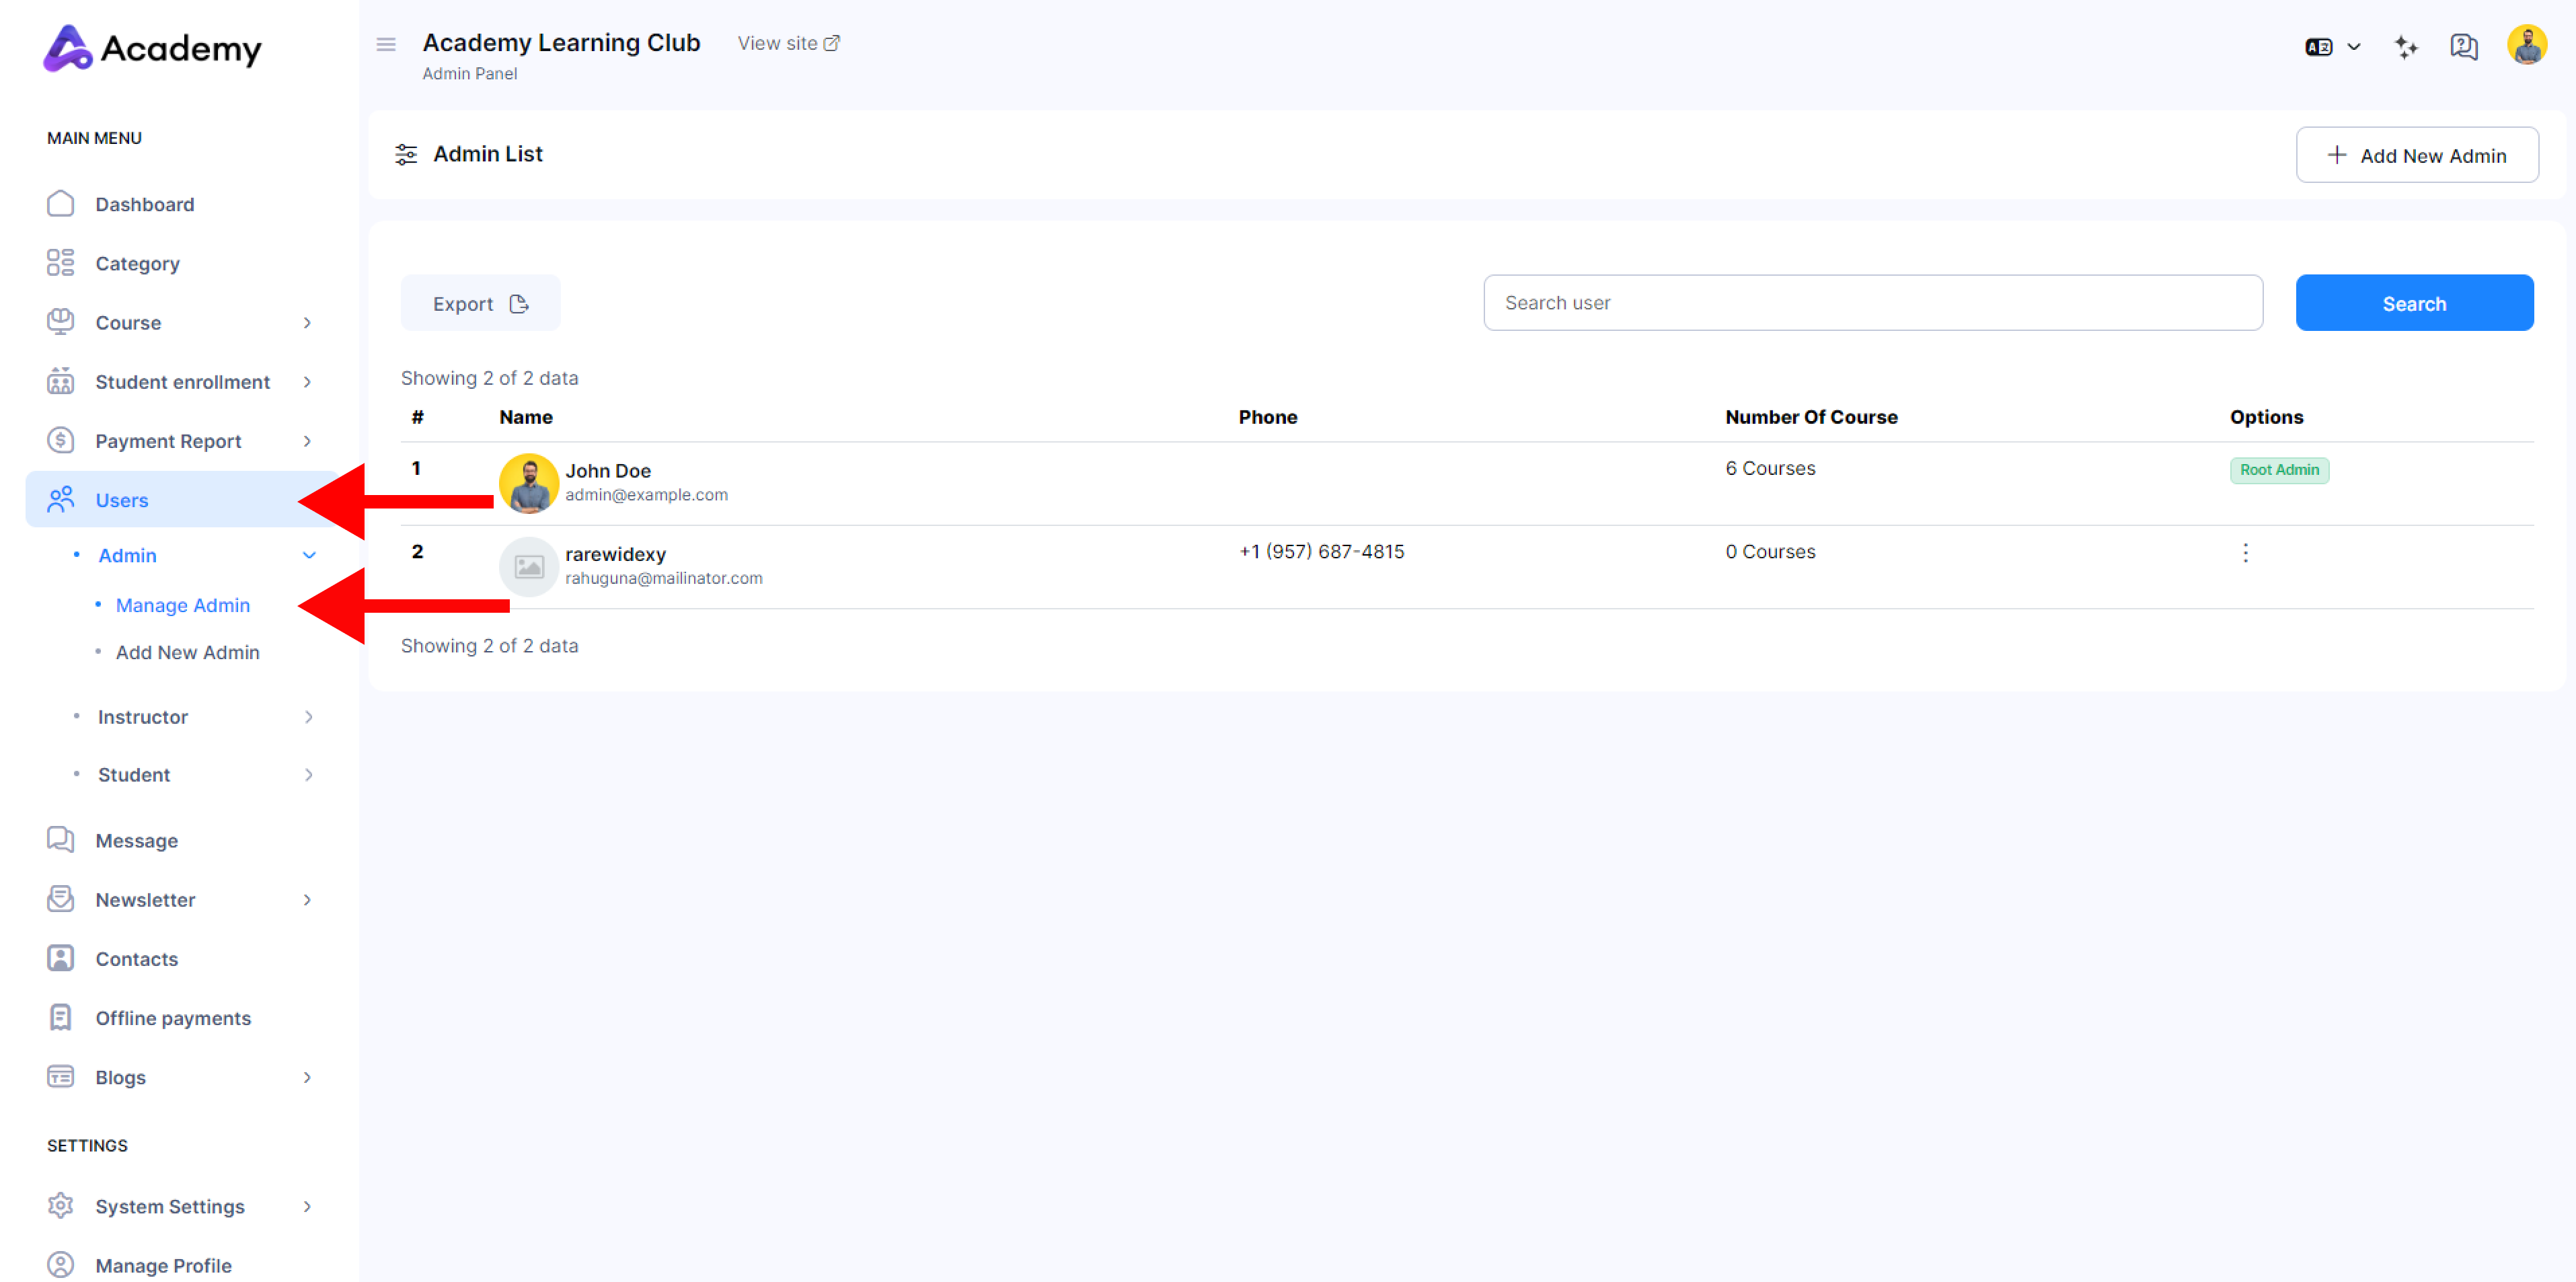 Academy
MAIN MENU
Dashboard
Category
Course
Student enrollment
Payment Report
Users
Admin
Manage Admin
Add New Admin
Instructor
Student
Message
Newsletter
Contacts
Offline payments
Blogs
SETTINGS
System Settings
Manage Profile
Academy Learning Club View site
Admin Panel
Admin List
Add New Admin
Export
Search user
Search
Showing 2 of 2 data
# Name Phone Number Of Course Options
1 John Doe 6 Courses Root Admin
admin@example.com
2 rarewidexy +1 (957) 687-4815 0 Courses
rahuguna@mailinator.com
Showing 2 of 2 data